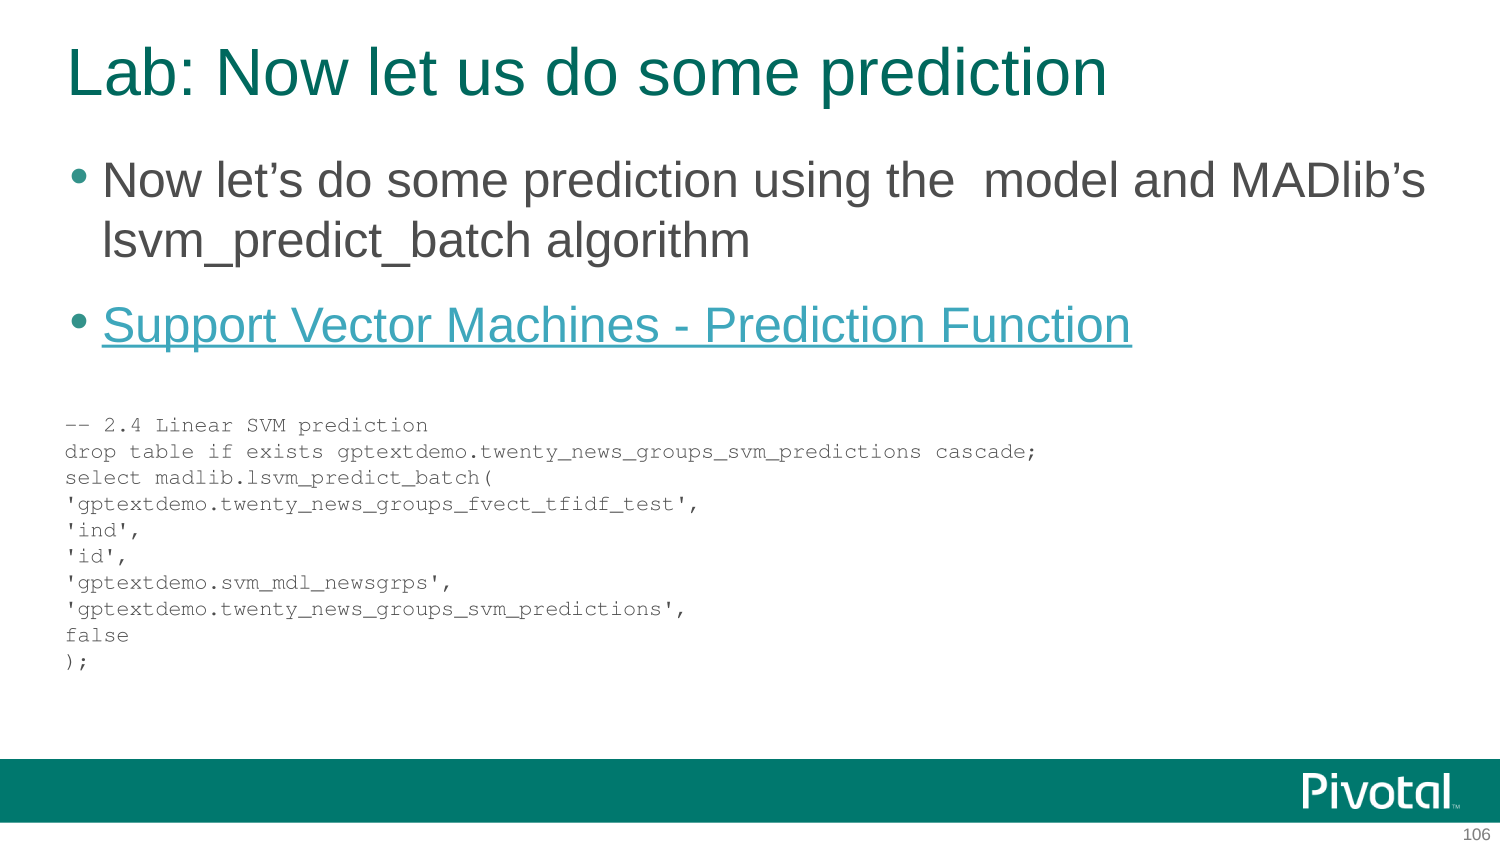 Lab: Now let us do some prediction
• Now let’s do some prediction using the  model and MADlib’s
lsvm_predict_batch algorithm
• Support Vector Machines - Prediction Function
-- 2.4 Linear SVM prediction
drop table if exists gptextdemo.twenty_news_groups_svm_predictions cascade;
select madlib.lsvm_predict_batch(
'gptextdemo.twenty_news_groups_fvect_tfidf_test',
'ind',
'id',
'gptextdemo.svm_mdl_newsgrps',
'gptextdemo.twenty_news_groups_svm_predictions',
false
);
Pivotal™
106